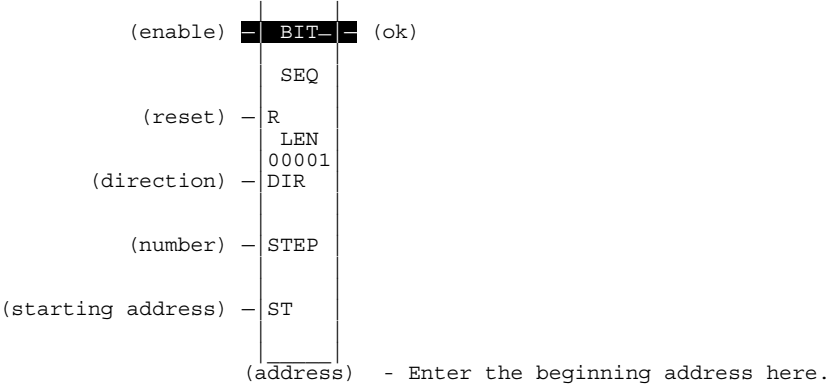 (enable) BIT (ok)
SEQ
(reset) R
LEN
00001
(direction) DIR
(number) STEP
(starting address) ST
(address) - Enter the beginning address here.